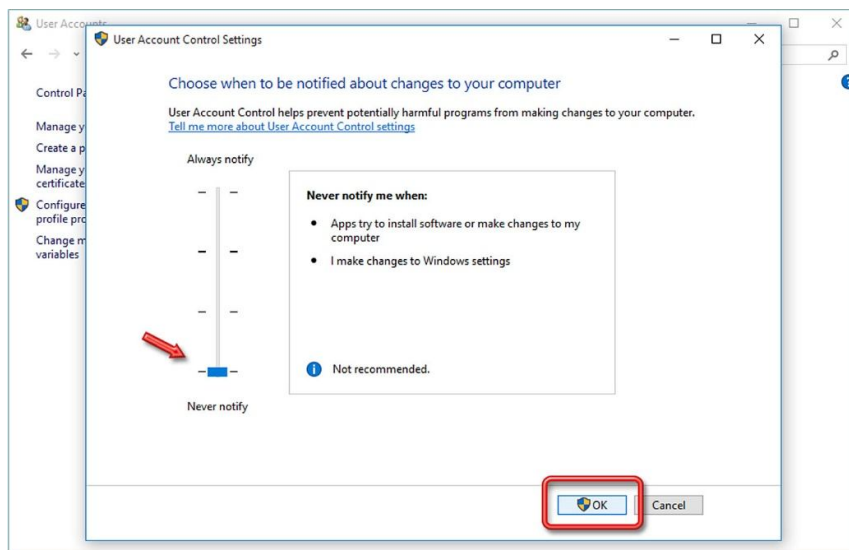 User Accounts
User Account Control Settings
Control Pa
Manage y
Create a p
Manage y
certificate
Configure
profile pro
Change m
variables
Choose when to be notified about changes to your computer
User Account Control helps prevent potentially harmful programs from making changes to your computer.
Tell me more about User Account Control settings
Always notify
Never notify me when:
Apps try to install software or make changes to my
computer
I make changes to Windows settings
Not recommended.
Never notify
OK
Cancel